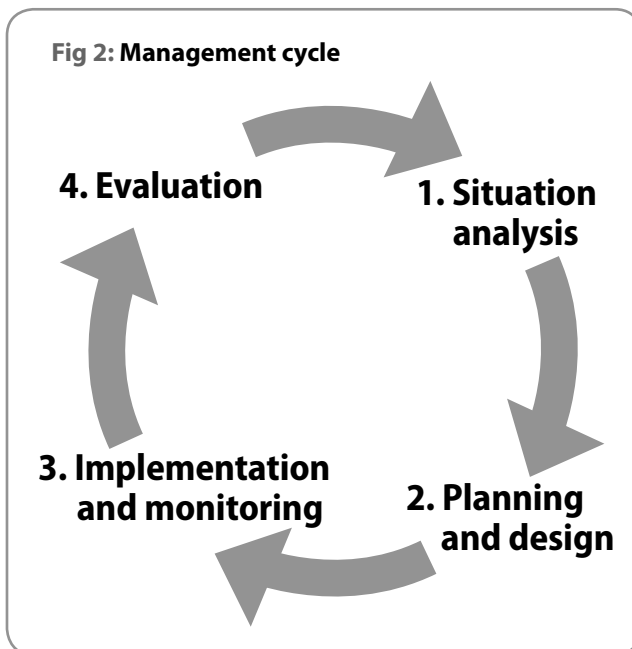 Fig 2: Management cycle
4. Evaluation
1. Situation
analysis
3. Implementation
and monitoring
2. Planning
and design